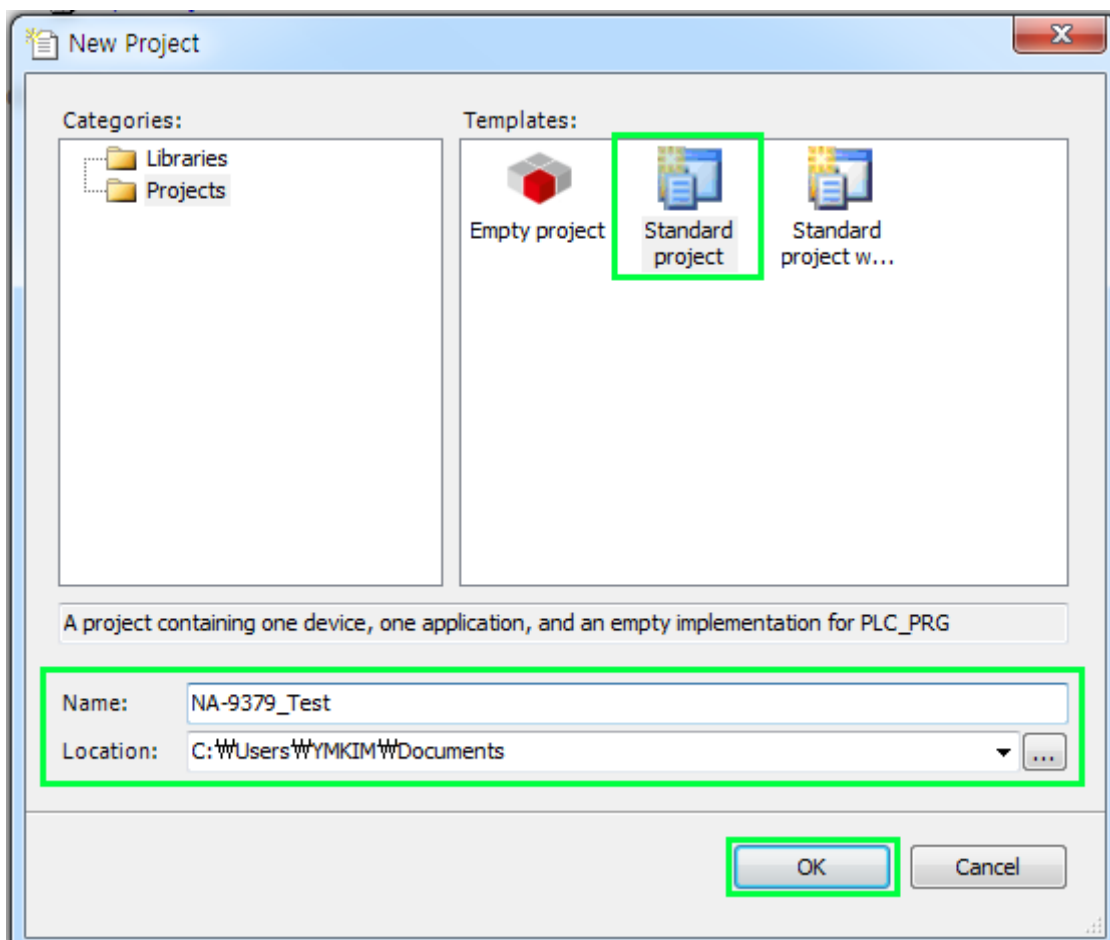 New Project
Categories:
Templates:
Libraries
Projects
Empty project
Standard
project
Standard
project w...
A project containing one device, one application, and an empty implementation for PLC_PRG
Name:
NA-9379_Test
Location:
C:₩Users₩YMKIM₩Documents
...
OK
Cancel